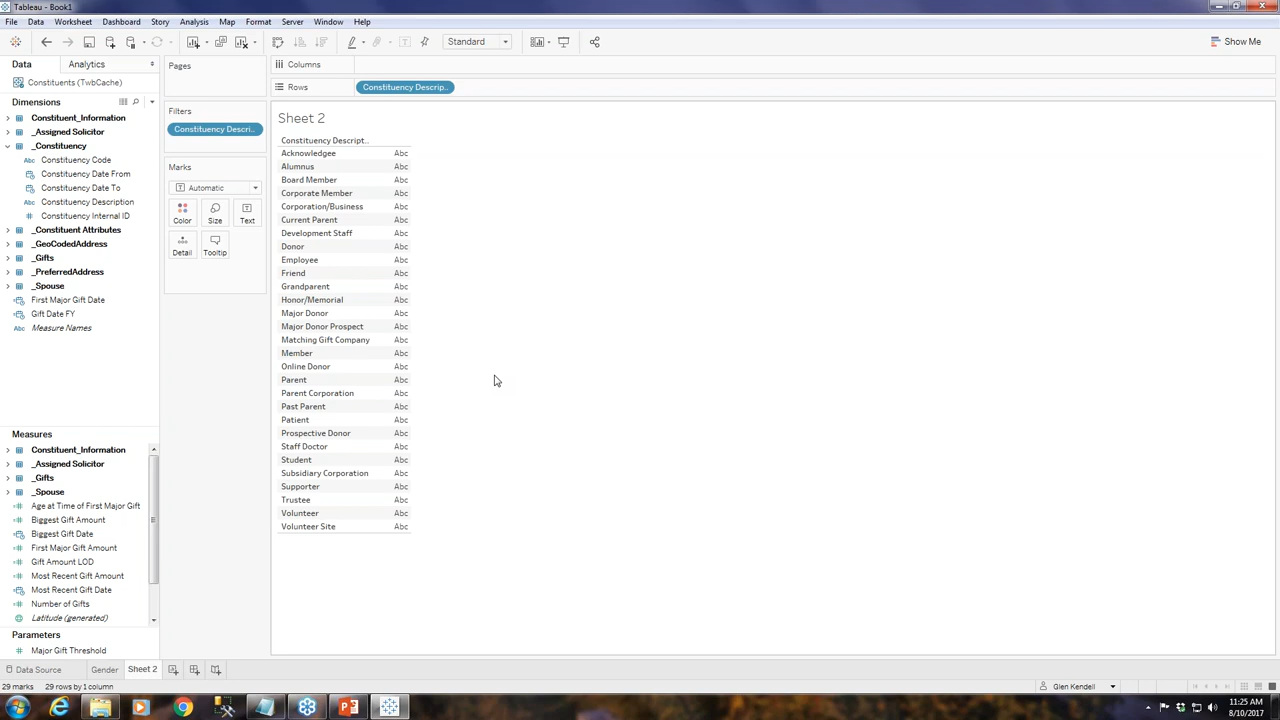 Tableau - Book1
File Data Worksheet Dashboard Story Analysis Map Format Server Window Help
Standard
Show Me
Data Analytics
Constituents (TwbCache)
Dimensions
Constituent_Information
_Assigned Solicitor
_Constituency
Abc Constituency Code
Constituency Date From
Constituency Date To
Abc Constituency Description
# Constituency Internal ID
_Constituent Attributes
_GeoCodedAddress
_Gifts
_PreferredAddress
_Spouse
First Major Gift Date
Gift Date FY
Abc Measure Names
Measures
Constituent_Information
_Assigned Solicitor
_Gifts
_Spouse
Age at Time of First Major Gift
Biggest Gift Amount
Biggest Gift Date
First Major Gift Amount
Gift Amount LOD
Most Recent Gift Amount
Most Recent Gift Date
Number of Gifts
Latitude (generated)
Parameters
# Major Gift Threshold
Pages
Filters
Constituency Descri..
Marks
Automatic
Color Size Text
Detail Tooltip
Columns
Rows Constituency Descrip..
Sheet 2
Constituency Descript..
Acknowledgee Abc
Alumnus Abc
Board Member Abc
Corporate Member Abc
Corporation/Business Abc
Current Parent Abc
Development Staff Abc
Donor Abc
Employee Abc
Friend Abc
Grandparent Abc
Honor/Memorial Abc
Major Donor Abc
Major Donor Prospect Abc
Matching Gift Company Abc
Member Abc
Online Donor Abc
Parent Abc
Parent Corporation Abc
Past Parent Abc
Patient Abc
Prospective Donor Abc
Staff Doctor Abc
Student Abc
Subsidiary Corporation Abc
Supporter Abc
Trustee Abc
Volunteer Abc
Volunteer Site Abc
Data Source Gender Sheet 2
29 marks 29 rows by 1 column
Glen Kendell
11:25 AM
8/10/2017